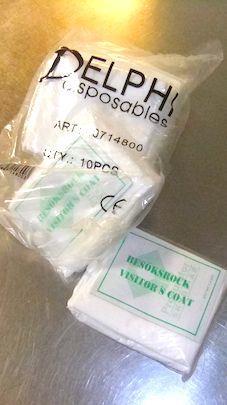 DELPHI
Disposables
ART: 0714800
QTY.: 10PCS
CE
BESÖKSROCK
VISITOR'S COAT
BESÖKSROCK
VISITOR'S COAT